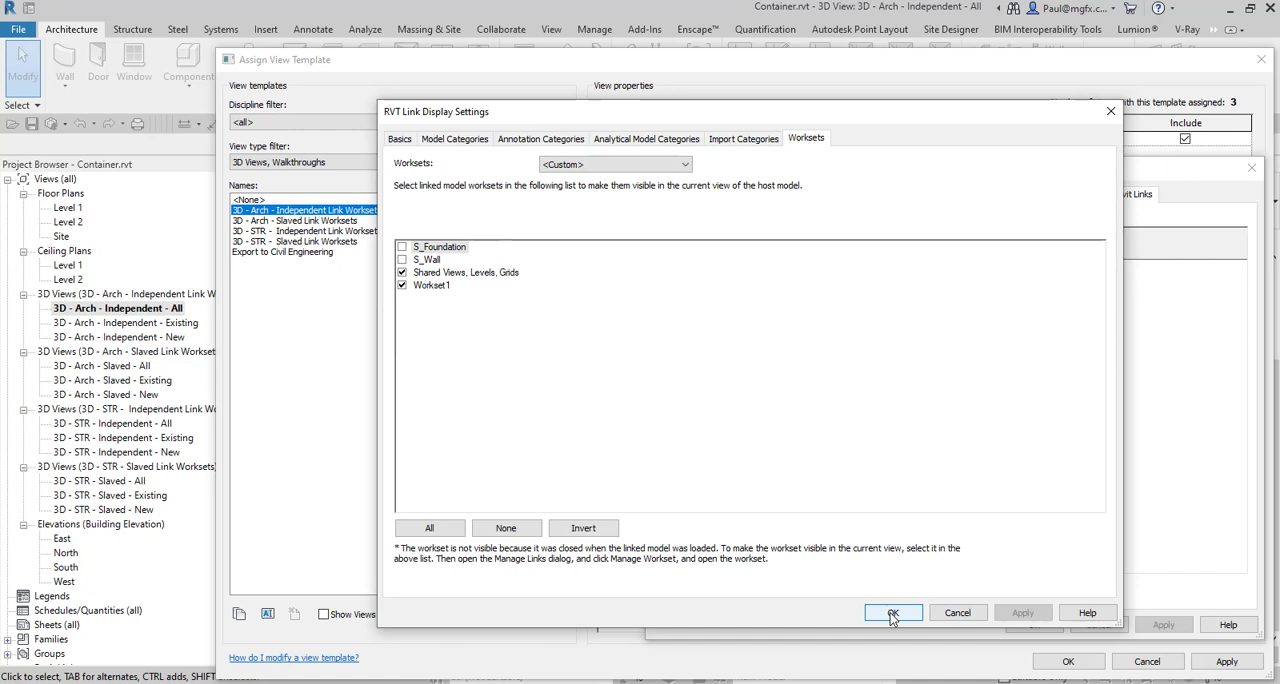 Container.rvt - 3D View: 3D - Arch - Independent - All
Paul@mgfx.c...
File Architecture Structure Steel Systems Insert Annotate Analyze Massing & Site Collaborate View Manage Add-Ins Enscape™ Quantification Autodesk Point Layout Site Designer BIM Interoperability Tools Lumion® V-Ray
Modify
Wall
Door
Window
Component
Select
Assign View Template
View templates
Discipline filter:
<all>
View type filter:
3D Views, Walkthroughs
Names:
<None>
3D - Arch - Independent Link Workset
3D - Arch - Slaved Link Worksets
3D - STR - Independent Link Workset
3D - STR - Slaved Link Worksets
Export to Civil Engineering
Show Views
How do I modify a view template?
View properties
with this template assigned: 3
Include
RVT Link Display Settings
Basics Model Categories Annotation Categories Analytical Model Categories Import Categories Worksets
Worksets: <Custom>
Select linked model worksets in the following list to make them visible in the current view of the host model.
S_Foundation
S_Wall
Shared Views, Levels, Grids
Workset1
All None Invert
* The workset is not visible because it was closed when the linked model was loaded. To make the workset visible in the current view, select it in the
above list. Then open the Manage Links dialog, and click Manage Workset, and open the workset.
OK Cancel Apply Help
Apply Help
OK Cancel Apply
Project Browser - Container.rvt
Views (all)
Floor Plans
Level 1
Level 2
Site
Ceiling Plans
Level 1
Level 2
3D Views (3D - Arch - Independent Link W
3D - Arch - Independent - All
3D - Arch - Independent - Existing
3D - Arch - Independent - New
3D Views (3D - Arch - Slaved Link Workset
3D - Arch - Slaved - All
3D - Arch - Slaved - Existing
3D - Arch - Slaved - New
3D Views (3D - STR - Independent Link Wo
3D - STR - Independent - All
3D - STR - Independent - Existing
3D - STR - Independent - New
3D Views (3D - STR - Slaved Link Worksets)
3D - STR - Slaved - All
3D - STR - Slaved - Existing
3D - STR - Slaved - New
Elevations (Building Elevation)
East
North
South
West
Legends
Schedules/Quantities (all)
Sheets (all)
Families
Groups
Click to select, TAB for alternates, CTRL adds, SHIFT